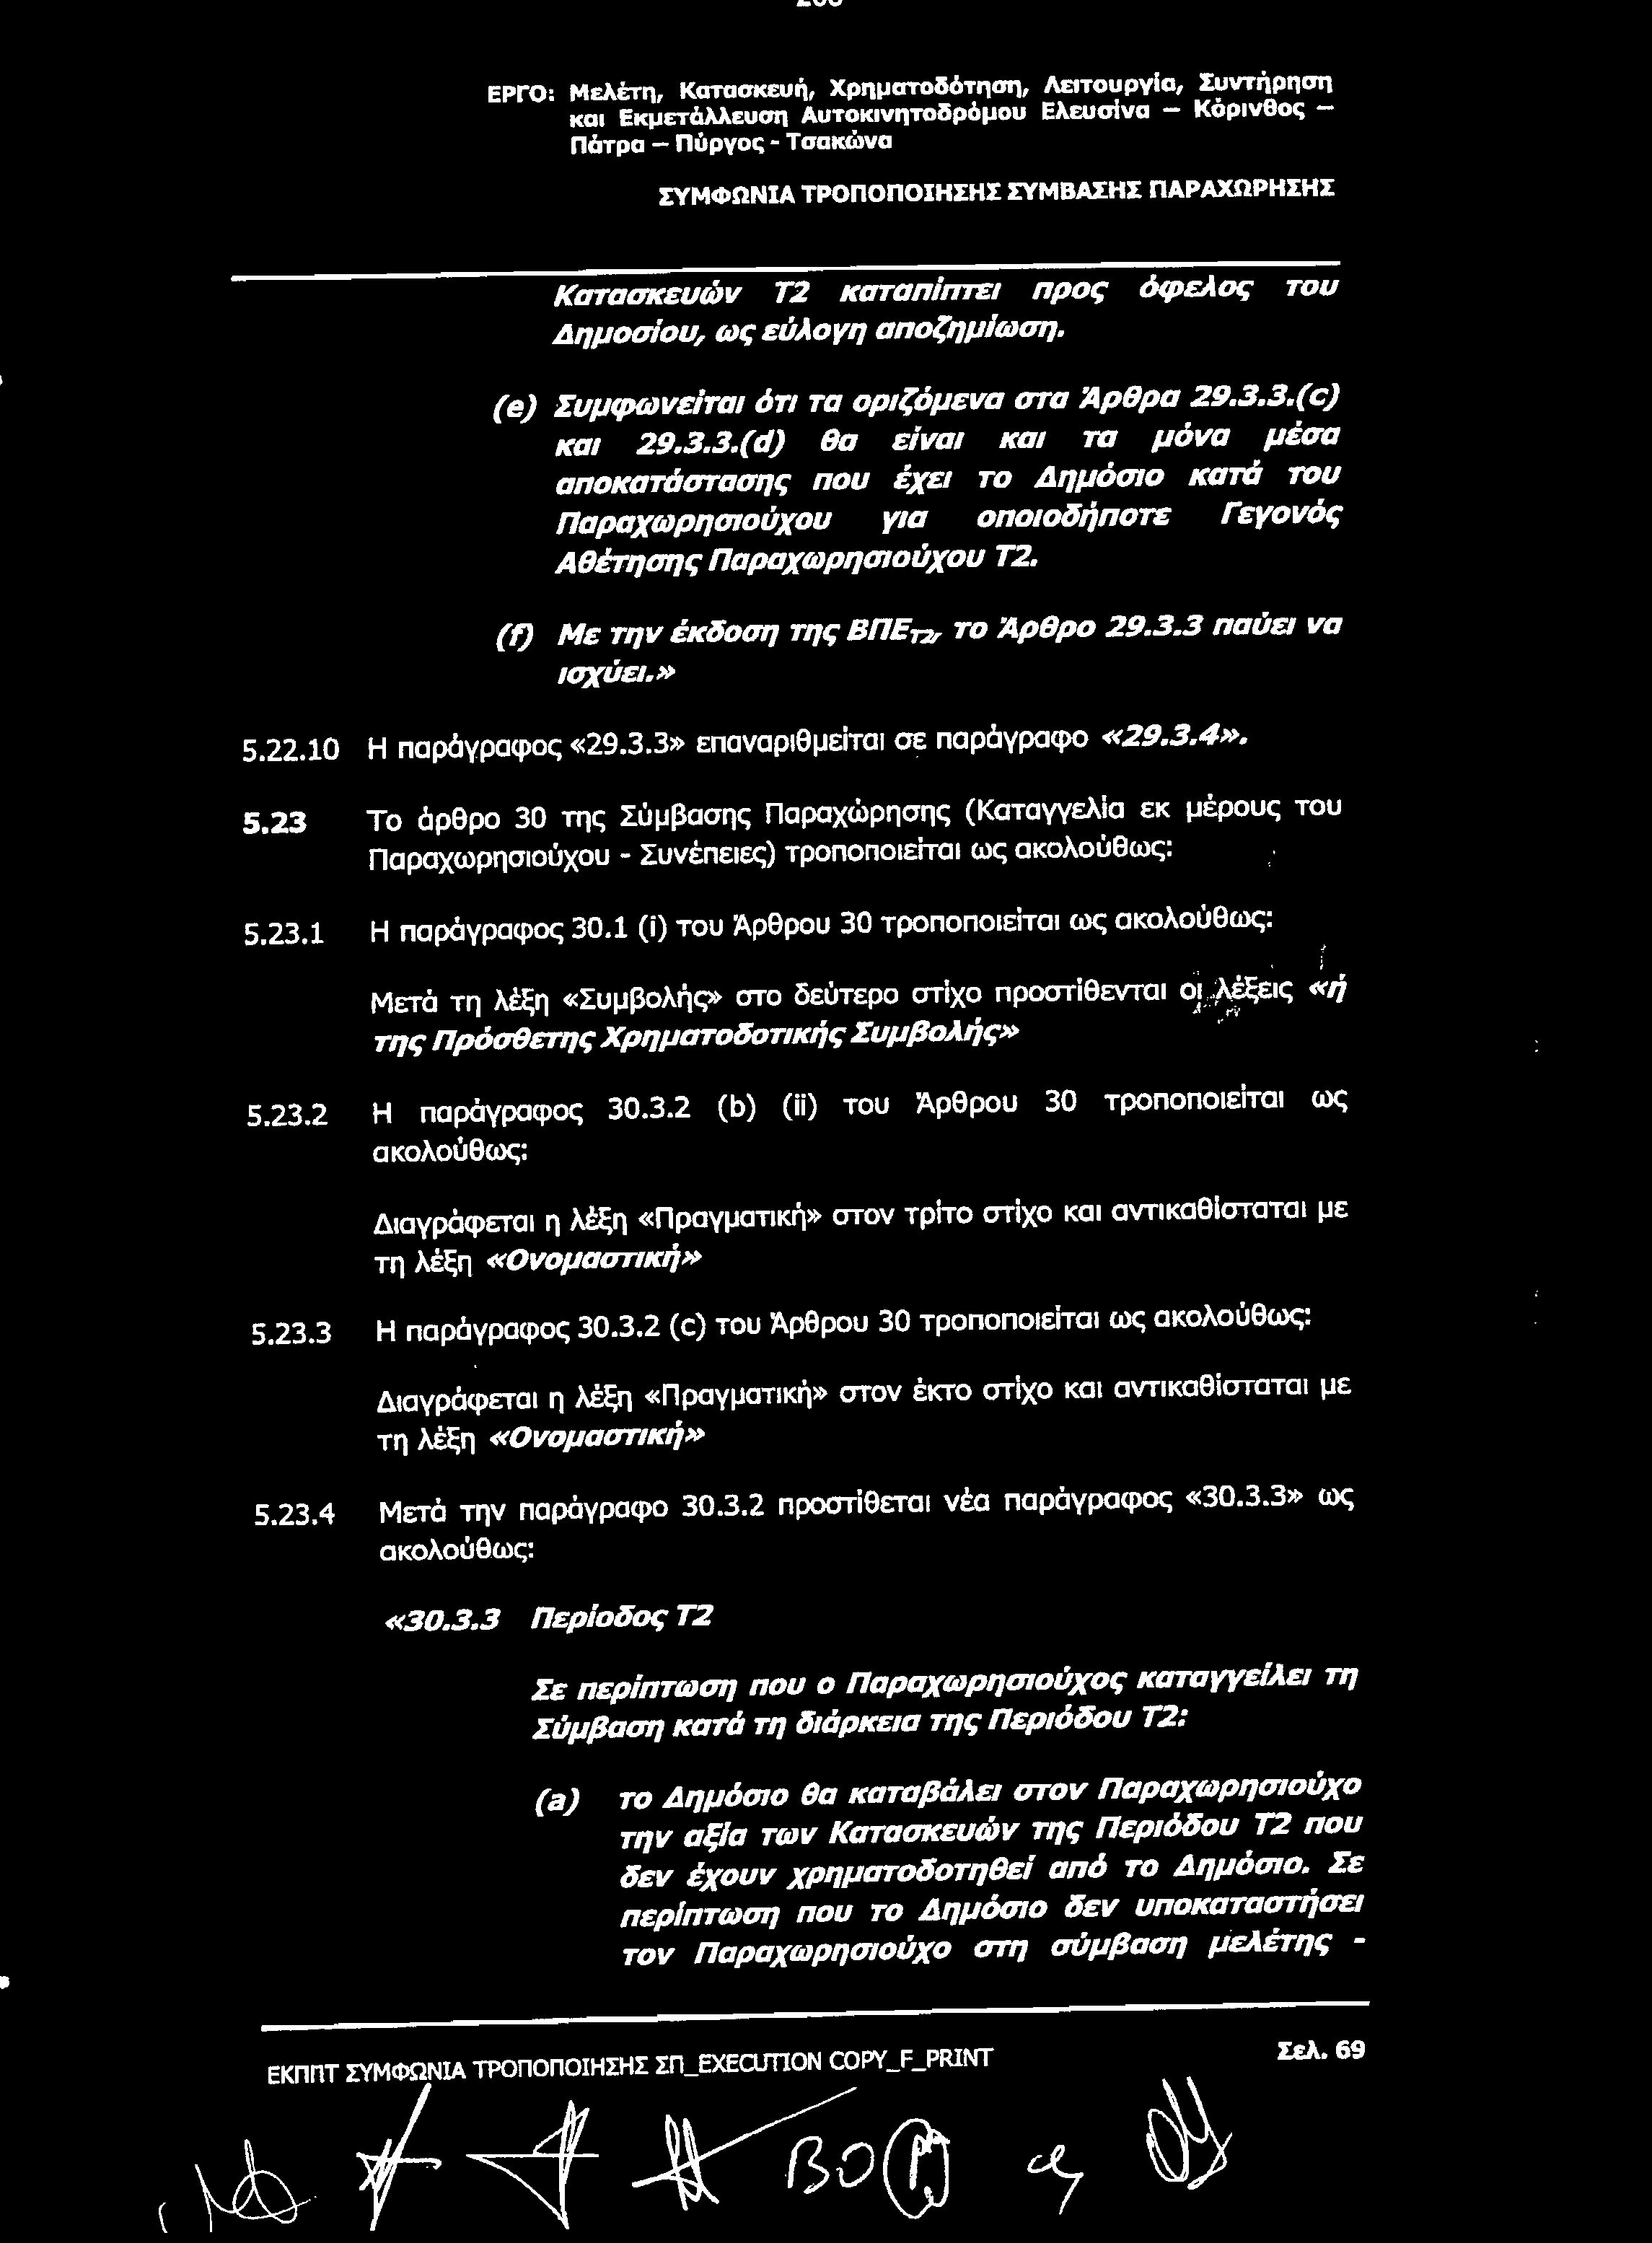 ΕΡΓΟ: Μελέτη, Κατασκευή, Χρηματοδότηση, Λειτουργία, Συντήρηση
και Εκμετάλλευση Αυτοκινητοδρόμου Ελευσίνα – Κόρινθος –
Πάτρα – Πύργος - Τσακώνα
ΣΥΜΦΩΝΙΑ ΤΡΟΠΟΠΟΙΗΣΗΣ ΣΥΜΒΑΣΗΣ ΠΑΡΑΧΩΡΗΣΗΣ
Κατασκευών Τ2 καταπίπτει προς όφελος του
Δημοσίου, ως εύλογη αποζημίωση.
(e) Συμφωνείται ότι τα οριζόμενα στα Άρθρα 29.3.3.(c)
και 29.3.3.(d) θα είναι και τα μόνα μέσα
αποκατάστασης που έχει το Δημόσιο κατά του
Παραχωρησιούχου για οποιοδήποτε Γεγονός
Αθέτησης Παραχωρησιούχου Τ2.
(f) Με την έκδοση της ΒΠΕΤ2, το Άρθρο 29.3.3 παύει να
ισχύει.»
5.22.10 Η παράγραφος «29.3.3» επαναριθμείται σε παράγραφο «29.3.4».
5.23 Το άρθρο 30 της Σύμβασης Παραχώρησης (Καταγγελία εκ μέρους του
Παραχωρησιούχου - Συνέπειες) τροποποιείται ως ακολούθως:
5.23.1 Η παράγραφος 30.1 (i) του Άρθρου 30 τροποποιείται ως ακολούθως:
Μετά τη λέξη «Συμβολής» στο δεύτερο στίχο προστίθενται οι λέξεις «ή
της Πρόσθετης Χρηματοδοτικής Συμβολής»
5.23.2 Η παράγραφος 30.3.2 (b) (ii) του Άρθρου 30 τροποποιείται ως
ακολούθως:
Διαγράφεται η λέξη «Πραγματική» στον τρίτο στίχο και αντικαθίσταται με
τη λέξη «Ονομαστική»
5.23.3 Η παράγραφος 30.3.2 (c) του Άρθρου 30 τροποποιείται ως ακολούθως:
Διαγράφεται η λέξη «Πραγματική» στον έκτο στίχο και αντικαθίσταται με
τη λέξη «Ονομαστική»
5.23.4 Μετά την παράγραφο 30.3.2 προστίθεται νέα παράγραφος «30.3.3» ως
ακολούθως:
«30.3.3 Περίοδος Τ2
Σε περίπτωση που ο Παραχωρησιούχος καταγγείλει τη
Σύμβαση κατά τη διάρκεια της Περιόδου Τ2:
(a) το Δημόσιο θα καταβάλει στον Παραχωρησιούχο
την αξία των Κατασκευών της Περιόδου Τ2 που
δεν έχουν χρηματοδοτηθεί από το Δημόσιο. Σε
περίπτωση που το Δημόσιο δεν υποκαταστήσει
τον Παραχωρησιούχο στη σύμβαση μελέτης -
ΕΚΠΠΤ ΣΥΜΦΩΝΙΑ ΤΡΟΠΟΠΟΙΗΣΗΣ ΣΠ_EXECUTION COPY_F_PRINT
Σελ. 69